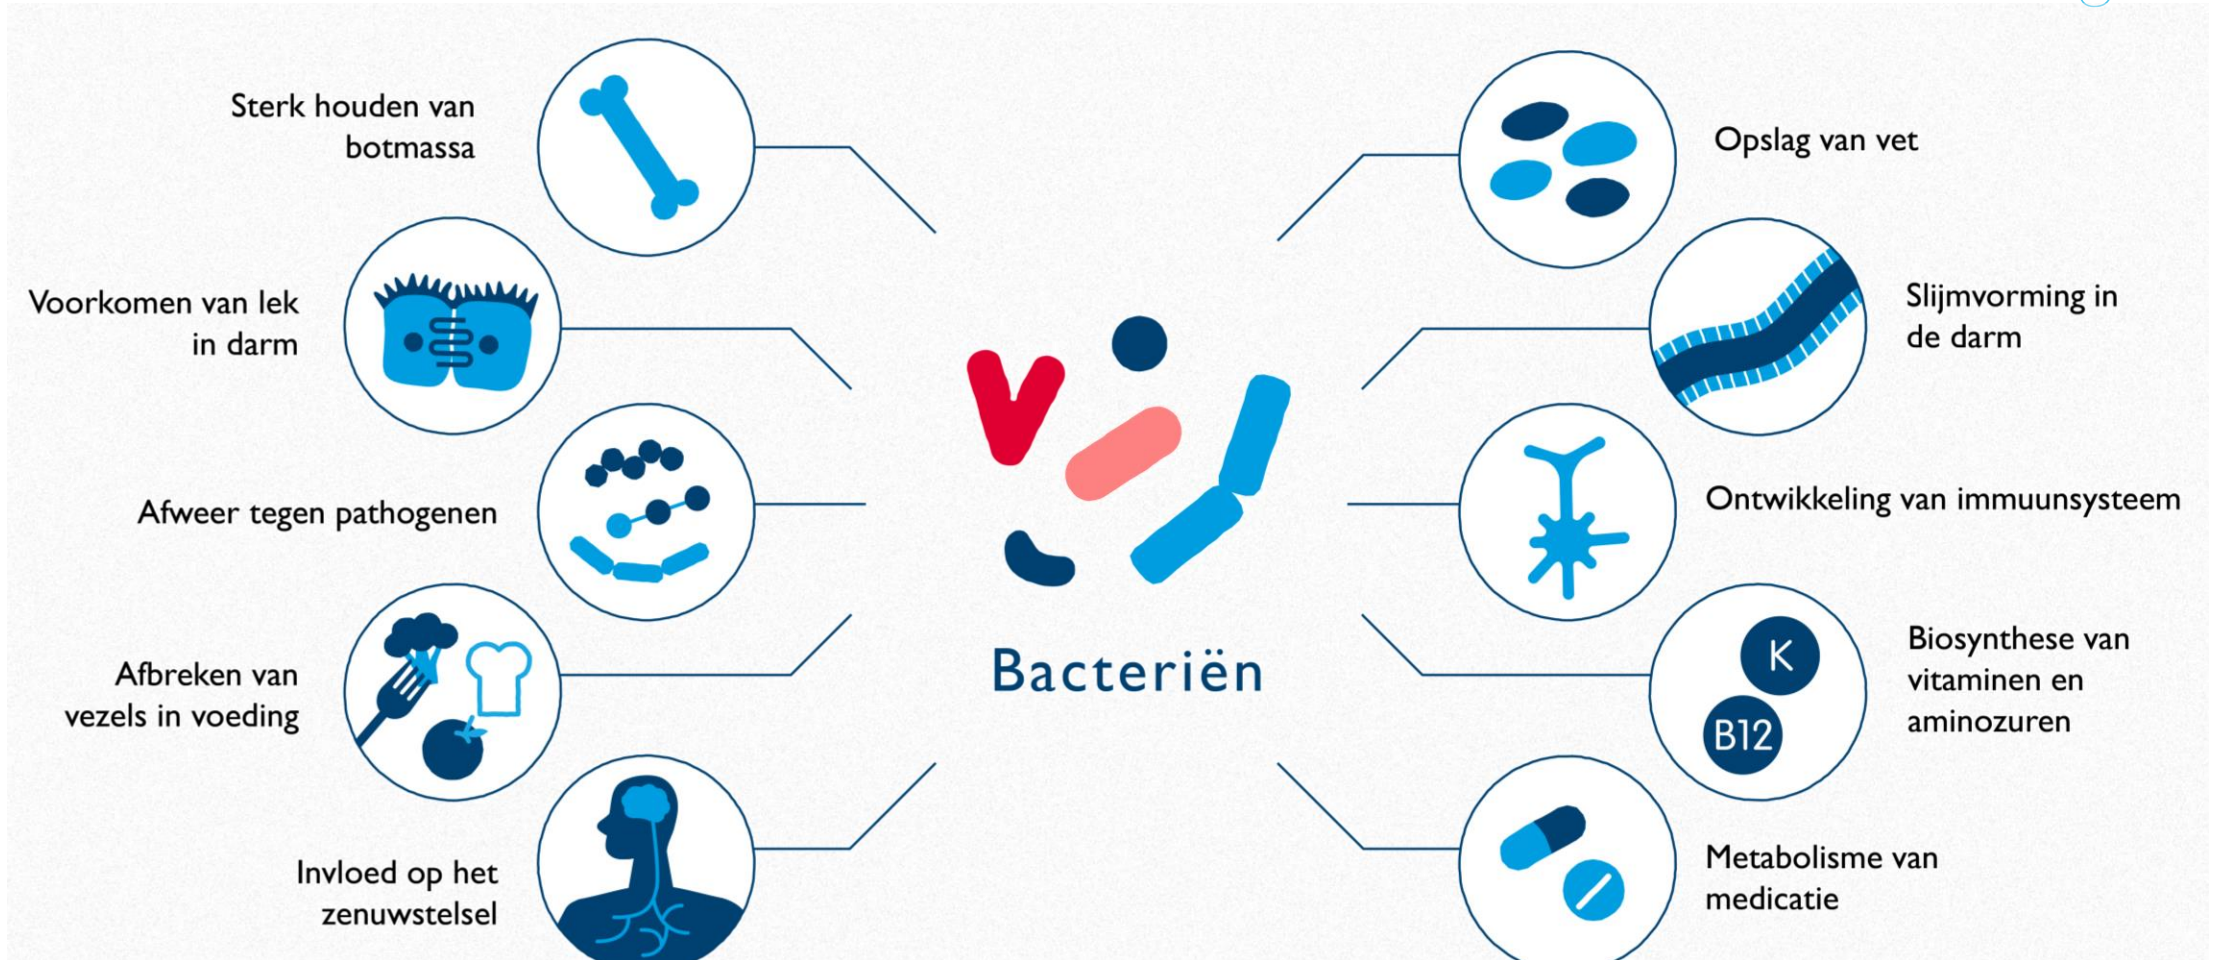 Sterk houden van
botmassa
Voorkomen van lek
in darm
Afweer tegen pathogenen
Afbreken van
vezels in voeding
Invloed op het
zenuwstelsel
Bacteriën
Opslag van vet
Slijmvorming in
de darm
Ontwikkeling van immuunsysteem
K
B12
Biosynthese van
vitaminen en
aminozuren
Metabolisme van
medicatie